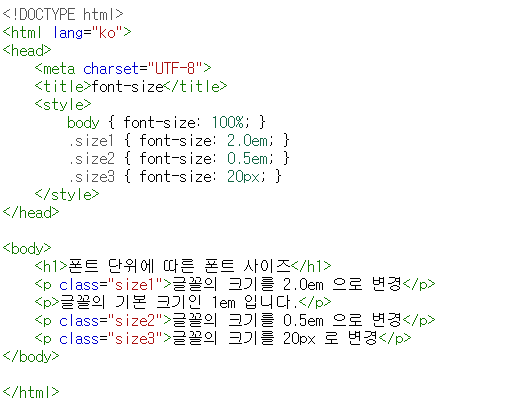 <!DOCTYPE html>
<html lang="ko">
<head>
    <meta charset="UTF-8">
    <title>font-size</title>
    <style>
        body { font-size: 100%; }
        .size1 { font-size: 2.0em; }
        .size2 { font-size: 0.5em; }
        .size3 { font-size: 20px; }
    </style>
</head>

<body>
    <h1>폰트 단위에 따른 폰트 사이즈</h1>
    <p class="size1">글꼴의 크기를 2.0em 으로 변경</p>
    <p>글꼴의 기본 크기인 1em 입니다.</p>
    <p class="size2">글꼴의 크기를 0.5em 으로 변경</p>
    <p class="size3">글꼴의 크기를 20px 로 변경</p>
</body>

</html>